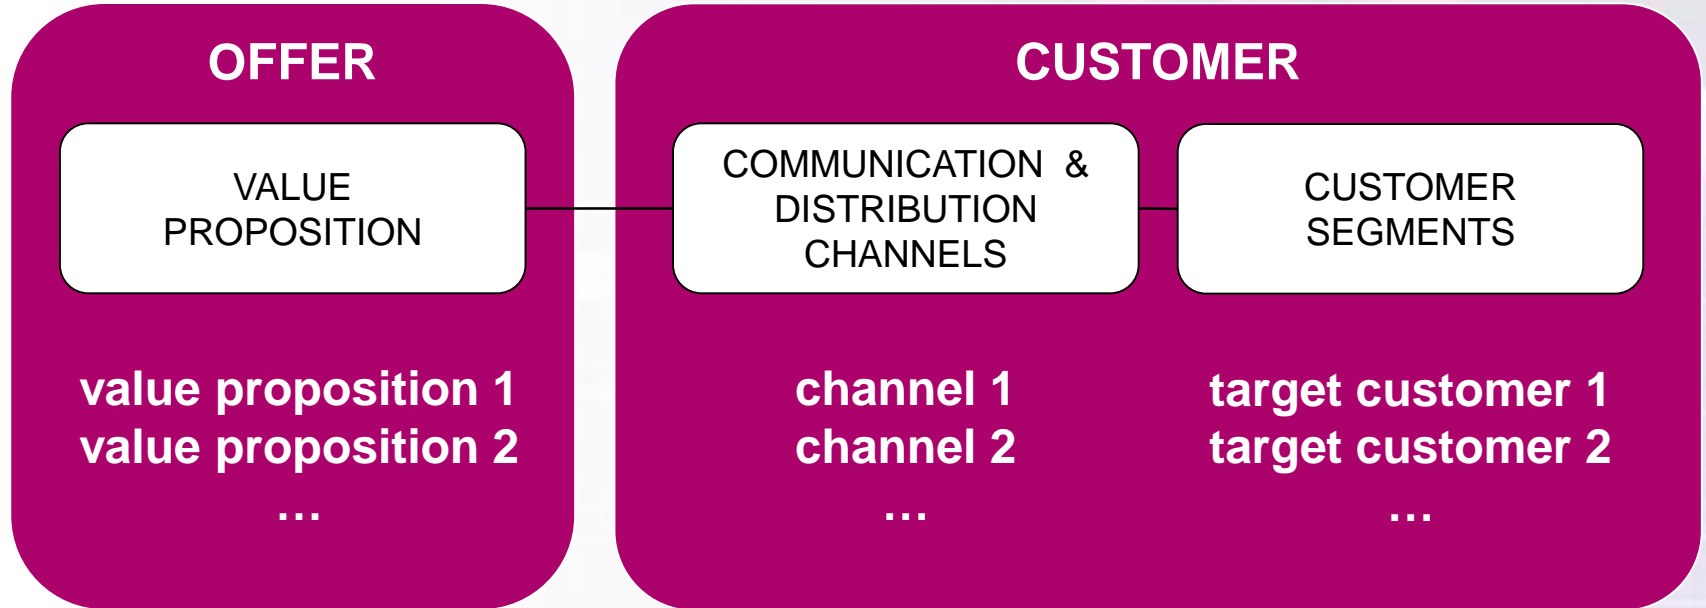 OFFER
VALUE
PROPOSITION
value proposition 1
value proposition 2
...
CUSTOMER
COMMUNICATION &
DISTRIBUTION
CHANNELS
channel 1
channel 2
...
CUSTOMER
SEGMENTS
target customer 1
target customer 2
...